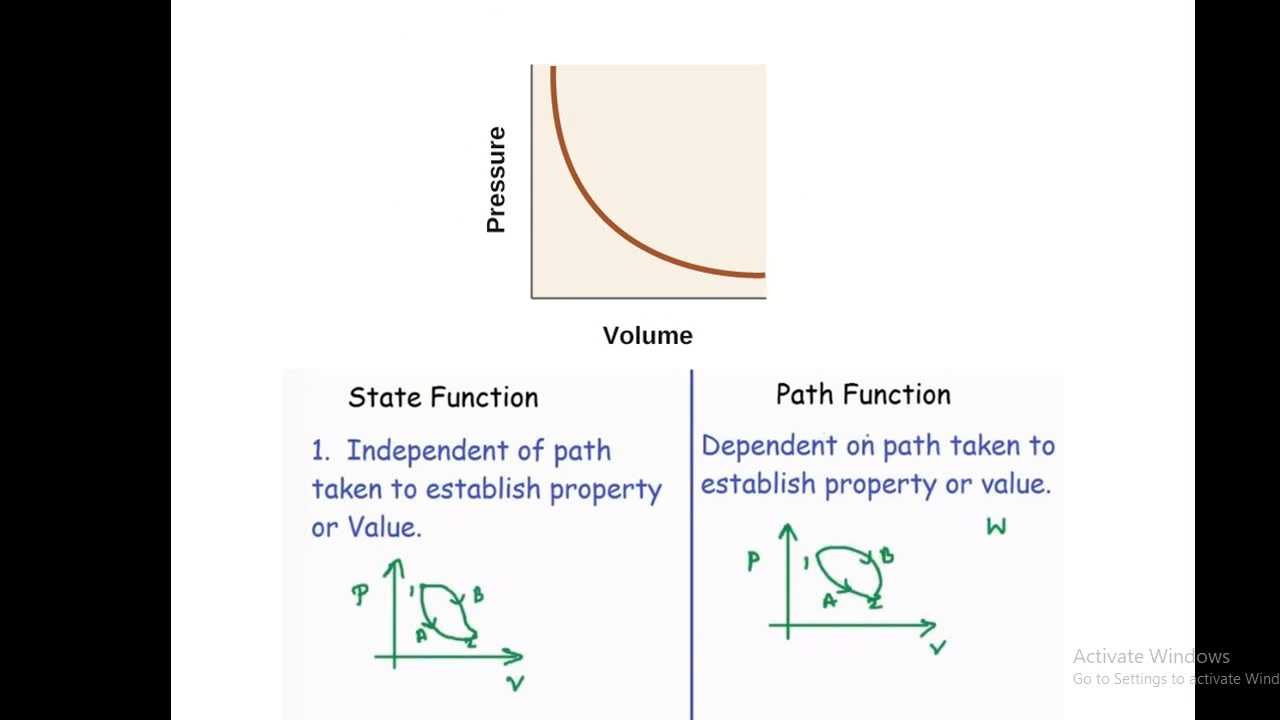 Pressure
Volume
State Function
1. Independent of path
taken to establish property
or Value.
P
1
B
A
2
V
Path Function
Dependent on path taken to
establish property or value.
W
P
1
B
A
2
V
Activate Windows
Go to Settings to activate Wind